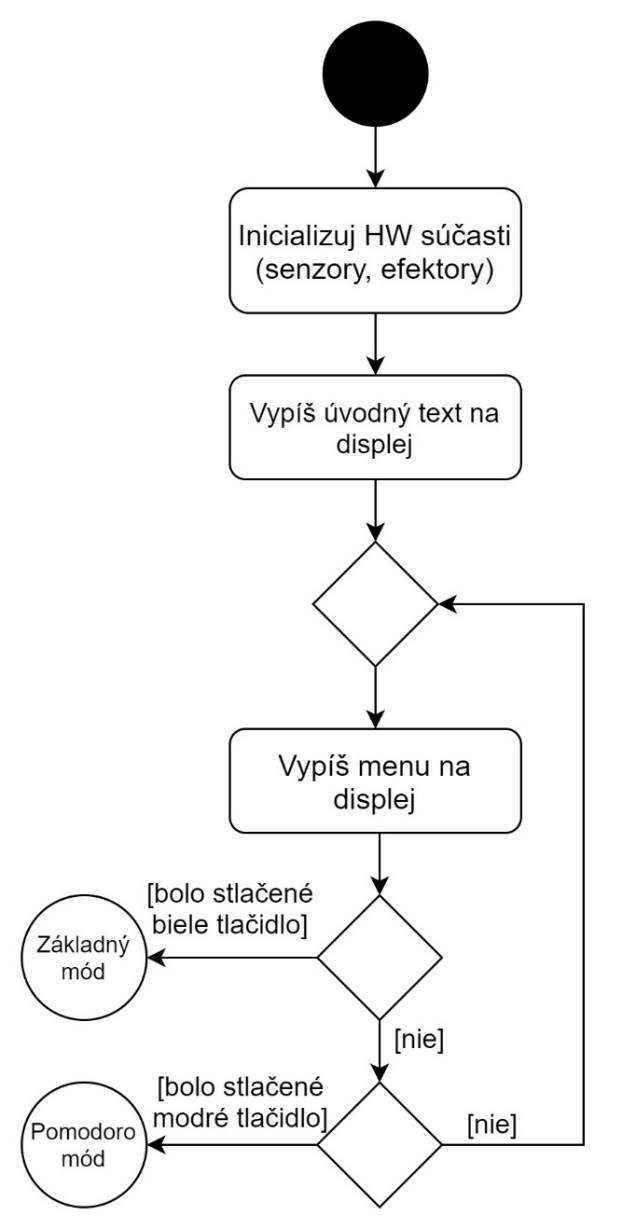 Inicializuj HW súčasti
(senzory, efektory)
Vypíš úvodný text na
displej
Vypíš menu na
displej
[bolo stlačené
biele tlačidlo]
Základný
mód
[nie]
[bolo stlačené
modré tlačidlo]
[nie]
Pomodoro
mód